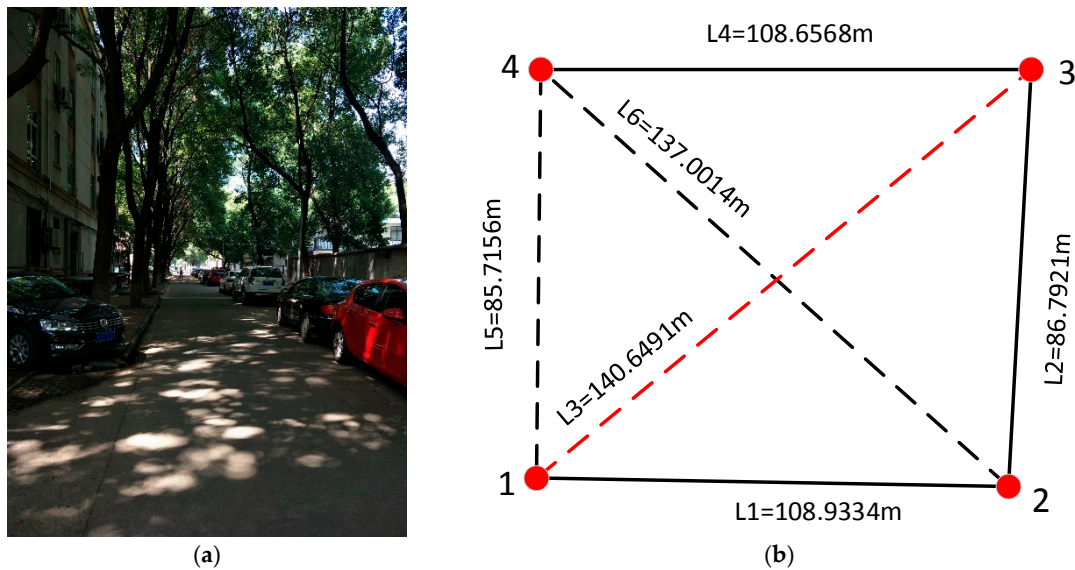 L4=108.6568m
4
3
L6=137.0014m
L5=85.7156m
L2=86.7921m
L3=140.6491m
1
2
L1=108.9334m
(a)
(b)